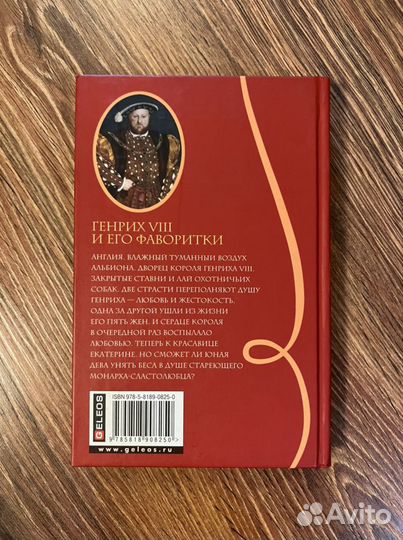 ГЕНРИХ VIII
И ЕГО ФАВОРИТКИ
АНГЛИЯ. ВЛАЖНЫЙ ТУМАННЫЙ ВОЗДУХ
АЛЬБИОНА. ДВОРЕЦ КОРОЛЯ ГЕНРИХА VIII.
ЗАКРЫТЫЕ СТАВНИ И ЛАЙ ОХОТНИЧЬИХ
СОБАК. ДВЕ СТРАСТИ ПЕРЕПОЛНЯЮТ ДУШУ
ГЕНРИХА — ЛЮБОВЬ И ЖЕСТОКОСТЬ.
ОДНА ЗА ДРУГОЙ УШЛИ ИЗ ЖИЗНИ
ЕГО ПЯТЬ ЖЕН. И СЕРДЦЕ КОРОЛЯ
В ОЧЕРЕДНОЙ РАЗ ВОСПЫЛАЛО
ЛЮБОВЬЮ. ТЕПЕРЬ К КРАСАВИЦЕ
ЕКАТЕРИНЕ. НО СМОЖЕТ ЛИ ЮНАЯ
ДЕВА УНЯТЬ БЕСА В ДУШЕ СТАРЕЮЩЕГО
МОНАРХА-СЛАСТОЛЮБЦА?
GELEOS
ISBN 978-5-8189-0825-0
9 785818 908250 >
www.geleos.ru
Avito